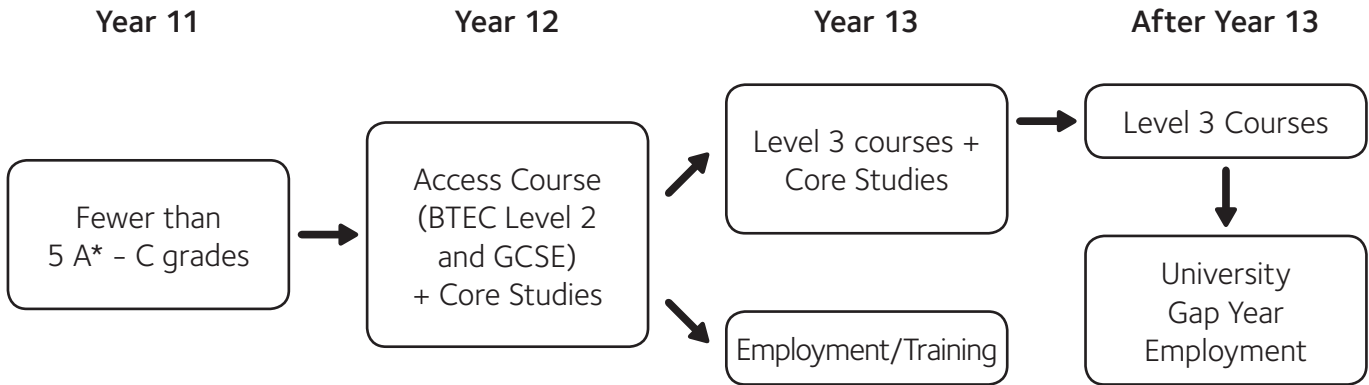 Year 11
Year 12
Year 13
After Year 13
Fewer than
5 A* - C grades
Access Course
(BTEC Level 2
and GCSE)
+ Core Studies
Level 3 courses +
Core Studies
Employment/Training
Level 3 Courses
University
Gap Year
Employment